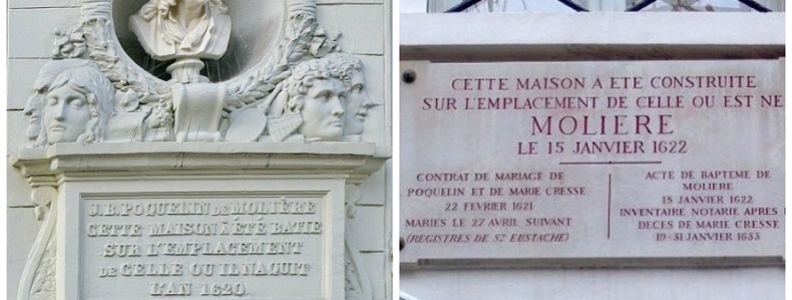 J.B. POQUELIN DE MOLIÈRE
CETTE MAISON À ÉTÉ BATIE
SUR L'EMPLACEMENT
DE CELLE OU IL NAQUIT
L'AN 1620
CETTE MAISON A ETE CONSTRUITE
SUR L'EMPLACEMENT DE CELLE OU EST NE
MOLIERE
LE 15 JANVIER 1622
CONTRAT DE MARIAGE DE
POQUELIN ET DE MARIE CRESSE
22 FEVRIER 1621
MARIES LE 27 AVRIL SUIVANT
(REGISTRES DE ST EUSTACHE)
ACTE DE BAPTEME DE
MOLIERE
15 JANVIER 1622
INVENTAIRE NOTARIE APRES
DECES DE MARIE CRESSE
19-31 JANVIER 1633